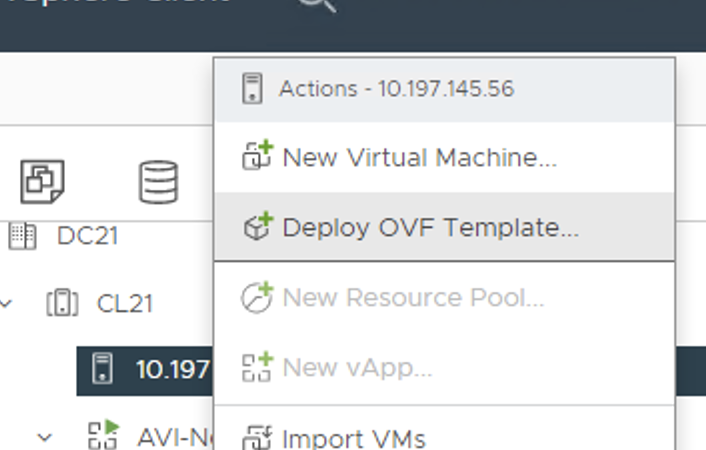 Actions - 10.197.145.56
New Virtual Machine...
Deploy OVF Template...
DC21
New Resource Pool...
CL21
New vApp...
10.197
AVI-N
Import VMs